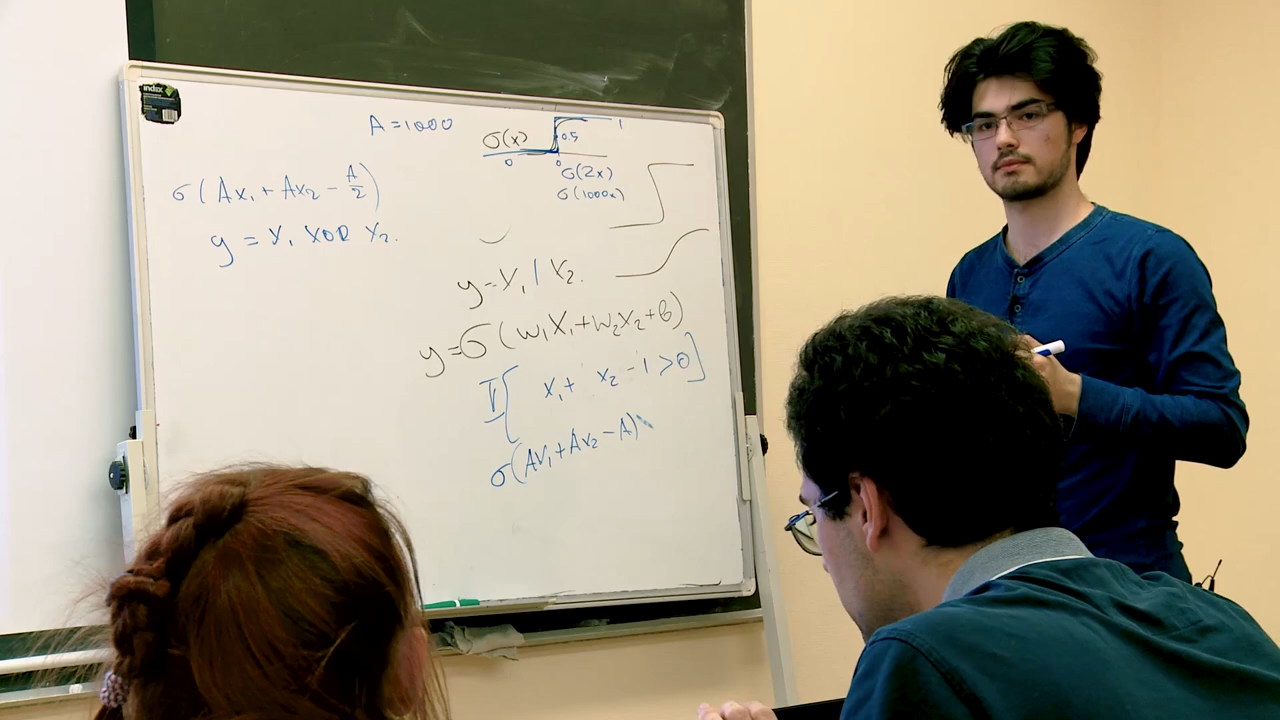 index
A = 1000
σ(x) 0.5 1
0 0
σ(2x)
σ(1000x)
σ(Ax₁ + Ax₂ - A/2)
y = x₁ XOR x₂.
y = x₁ | x₂.
y = σ(w₁x₁ + w₂x₂ + b)
I[ x₁ + x₂ - 1 > 0 ]
σ(Ax₁ + Ax₂ - A)